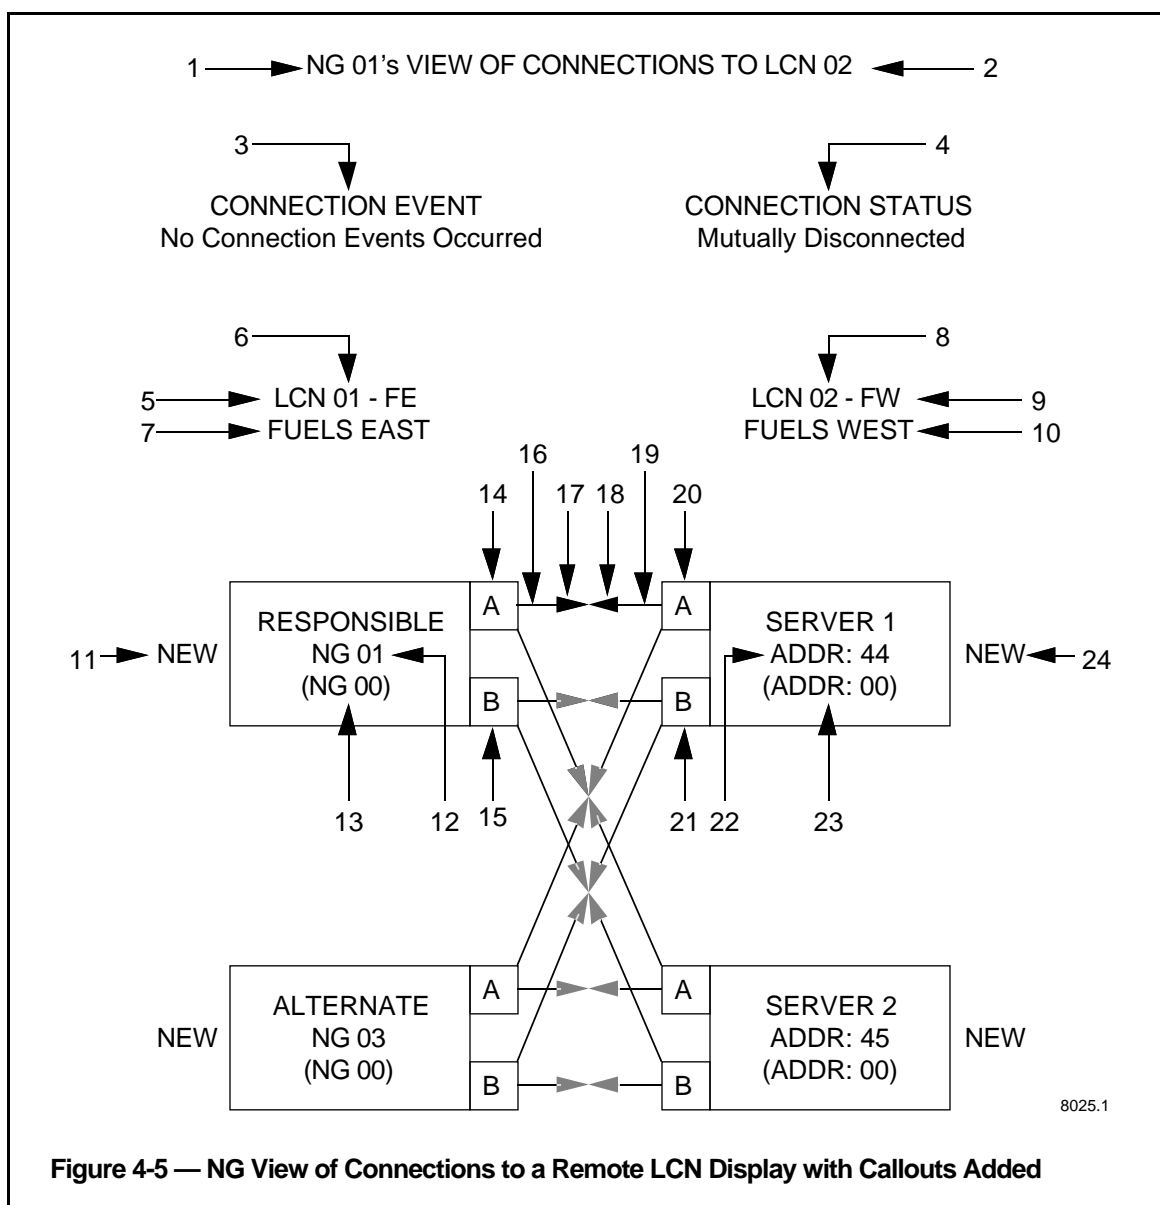 1 NG 01's VIEW OF CONNECTIONS TO LCN 02 2
3 4
CONNECTION EVENT CONNECTION STATUS
No Connection Events Occurred Mutually Disconnected
6 8
5 LCN 01 - FE LCN 02 - FW 9
7 FUELS EAST FUELS WEST 10
16 19
14 17 18 20
A A
RESPONSIBLE SERVER 1
11 NEW NG 01 ADDR: 44 NEW 24
(NG 00) B B (ADDR: 00)
13 12 15 21 22 23
A A
ALTERNATE SERVER 2
NEW NG 03 ADDR: 45 NEW
(NG 00) (ADDR: 00)
B B
8025.1
Figure 4-5 — NG View of Connections to a Remote LCN Display with Callouts Added